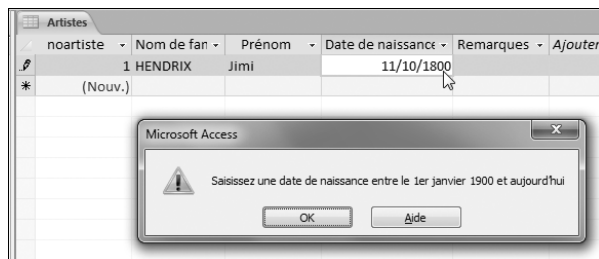 Artistes
noartiste Nom de fan Prénom Date de naissance Remarques Ajouter
1 HENDRIX Jimi 11/10/1800
* (Nouv.)
Microsoft Access
Saisissez une date de naissance entre le 1er janvier 1900 et aujourd'hui
OK Aide